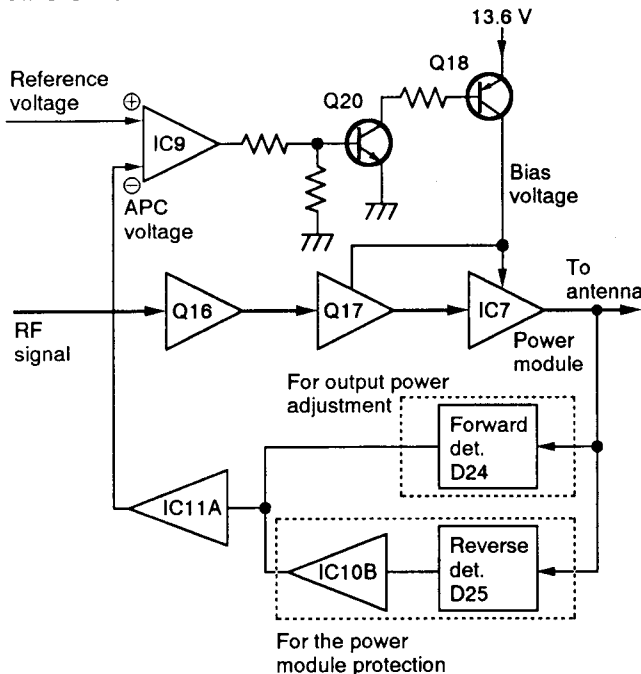 13.6 V
Q18
Reference
voltage
Q20
⊕
IC9
⊖
APC
voltage
Bias
voltage
To
antenna
Q16
Q17
IC7
RF
signal
Power
module
For output power
adjustment
Forward
det.
D24
IC11A
IC10B
Reverse
det.
D25
For the power
module protection